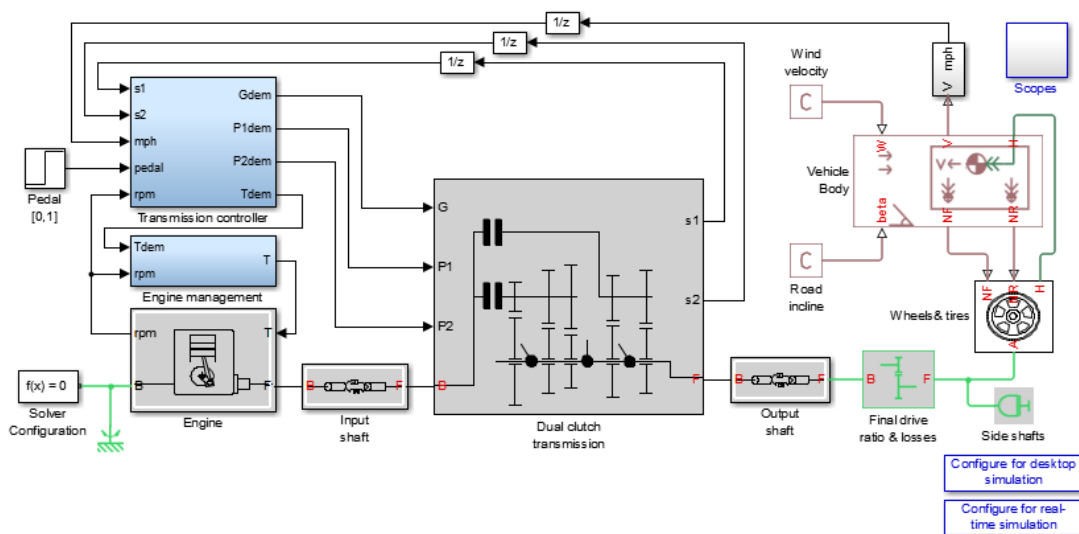 1/z
1/z
1/z
s1
s2
mph
pedal
rpm
Gdem
P1dem
P2dem
Tdem
Transmission controller
Pedal
[0,1]
Tdem
rpm
T
Engine management
rpm
T
B
F
Engine
f(x) = 0
Solver
Configuration
B
F
Input
shaft
G
P1
P2
B
s1
s2
F
Dual clutch
transmission
B
F
Output
shaft
B
F
Final drive
ratio & losses
Side shafts
Wind
velocity
C
V mph
Scopes
W
V
H
V
Vehicle
Body
beta
NF
NR
C
Road
incline
NF
NR
H
A
Wheels & tires
Configure for desktop
simulation
Configure for real-
time simulation